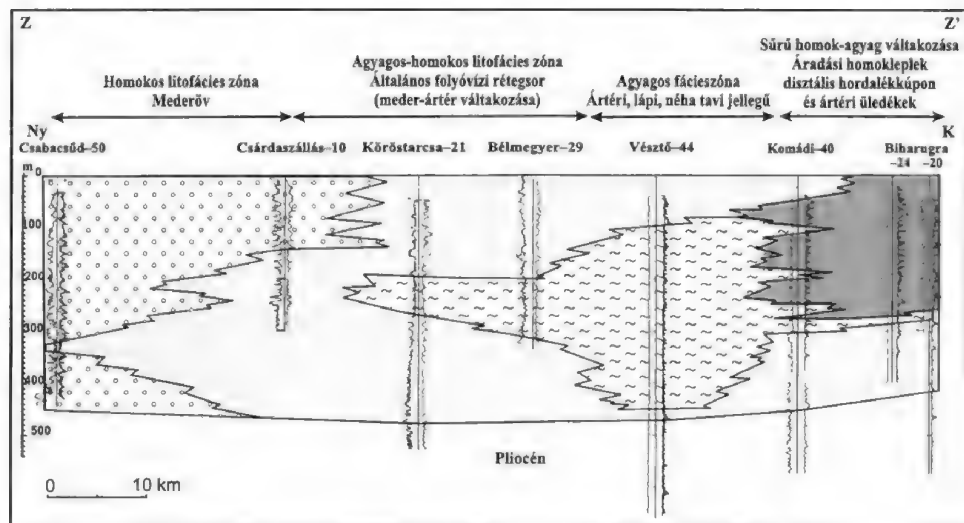 Z
Z'
Homokos litofácies zóna
Mederöv
Agyagos-homokos litofácies zóna
Általános folyóvízi rétegsor
(meder-ártér váltakozása)
Agyagos fácieszóna
Ártéri, lápi, néha tavi jellegű
Sűrű homok-agyag váltakozása
Áradási homokleplek
disztális hordalékkúpon
és ártéri üledékek
Ny
K
Csabacsűd–50
Csárdaszállás–10
Köröstarcsa–21
Bélmegyer–29
Vésztő–44
Komádi–40
Biharugra
–24
–20
m
0
100
200
300
400
500
Pliocén
0
10 km